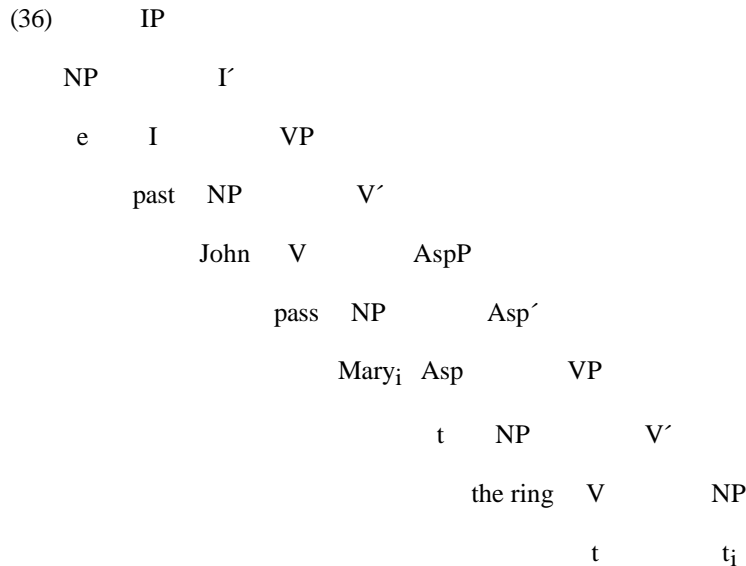 (36) IP
NP I´
e I VP
past NP V´
John V AspP
pass NP Asp´
Maryi Asp VP
t NP V´
the ring V NP
t ti